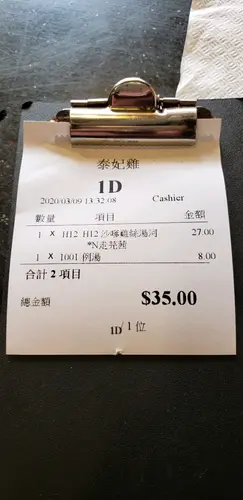 泰妃雞
1D
2020/03/09 13:32:08 Cashier
數量 項目 金額
1 X H12 H12 沙嗲雞絲湯河 27.00
*N走芫茜
1 X 1001 例湯 8.00
合計 2 項目
總金額 $35.00
1D/1 位